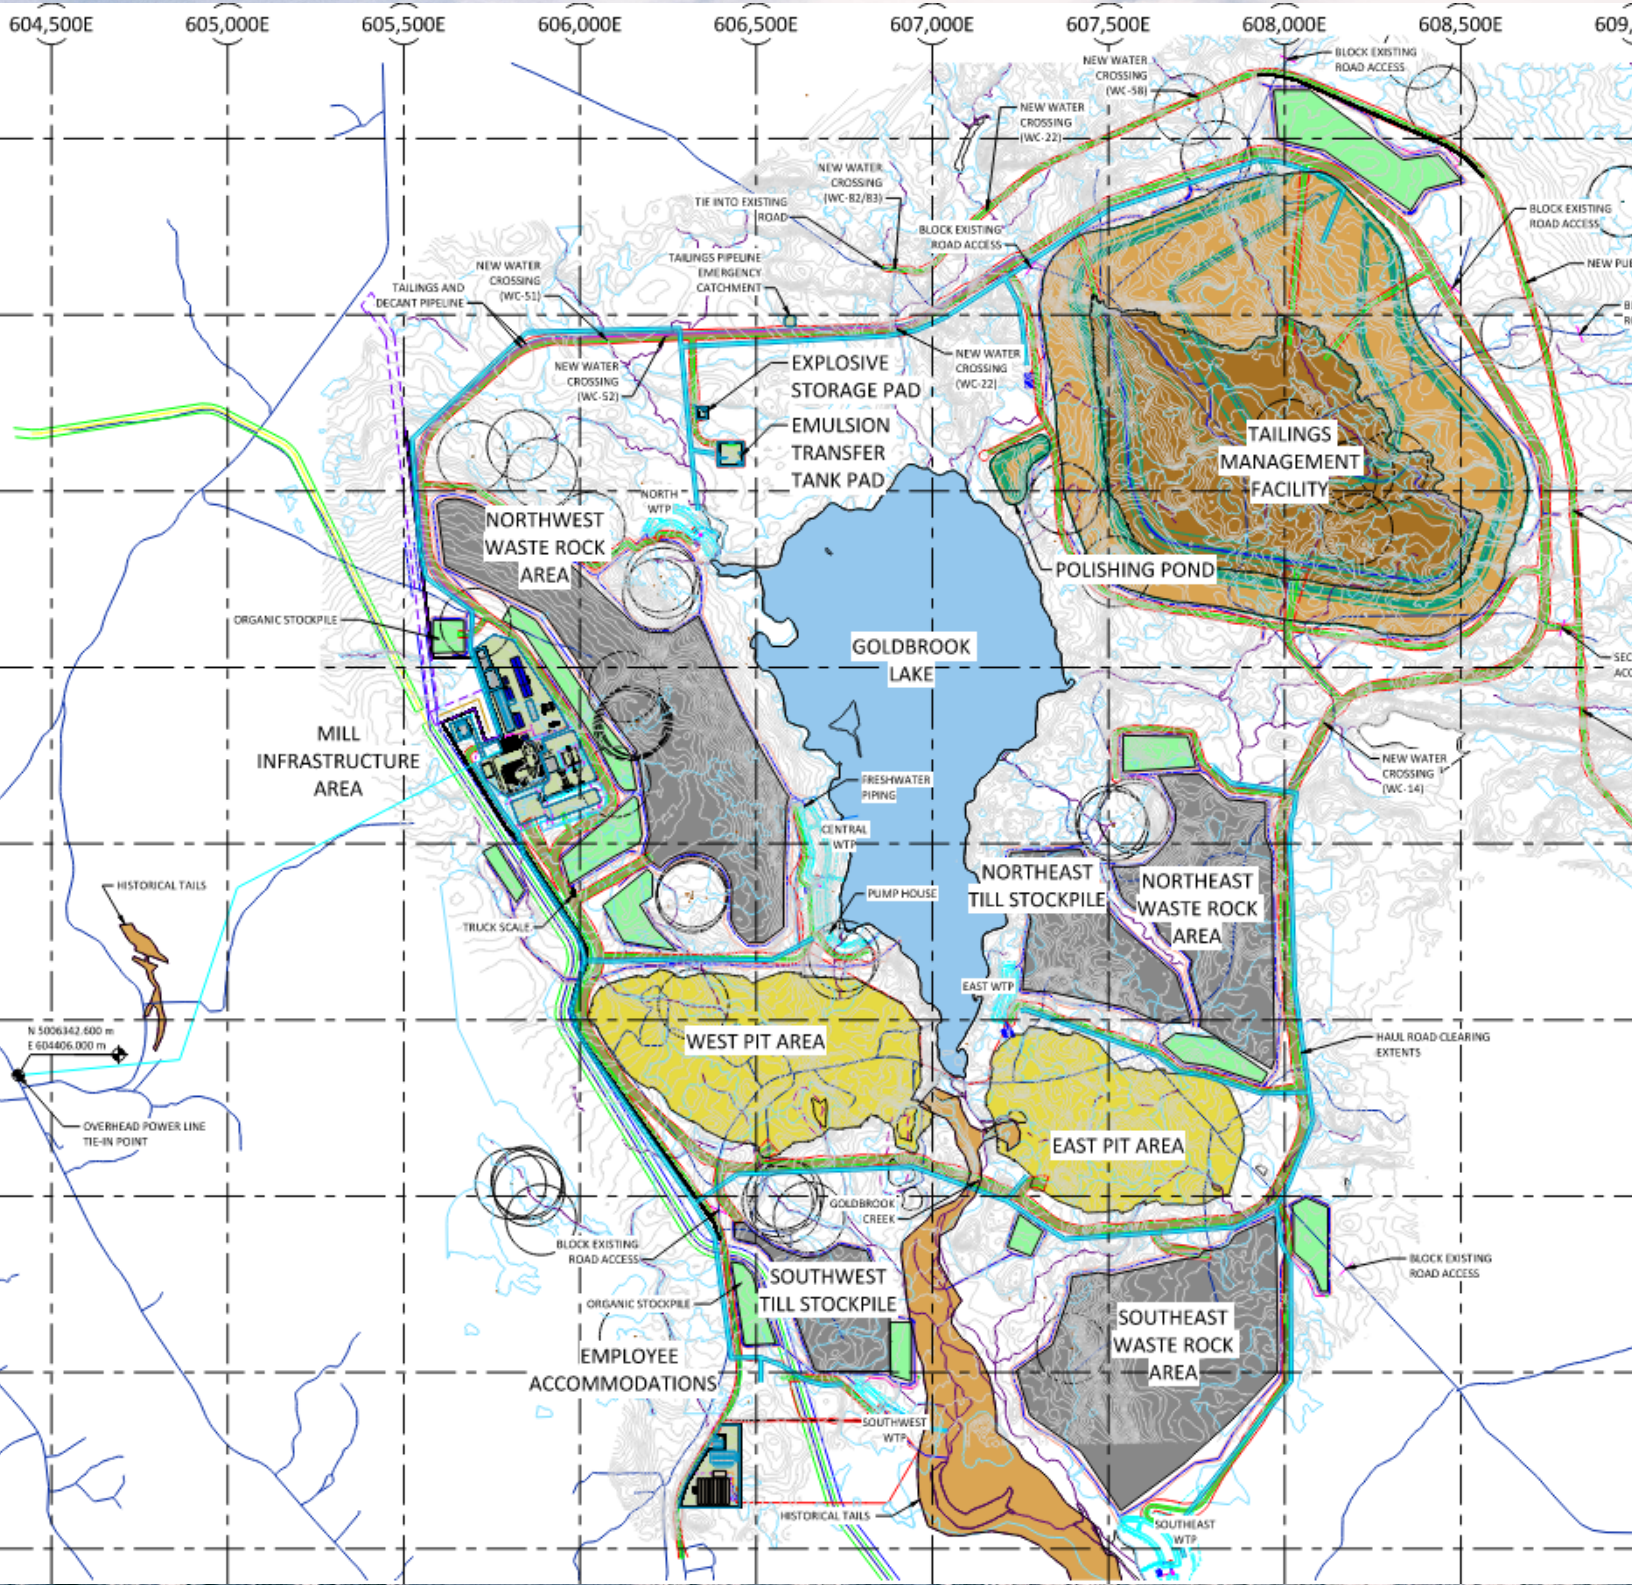 604,500E
605,000E
605,500E
606,000E
606,500E
607,000E
607,500E
608,000E
608,500E
609,
BLOCK EXISTING
ROAD ACCESS
NEW WATER
CROSSING
(WC-58)
NEW WATER
CROSSING
(WC-22)
NEW WATER
CROSSING
(WC-82/83)
TIE INTO EXISTING
ROAD
BLOCK EXISTING
ROAD ACCESS
BLOCK EXISTING
ROAD ACCESS
TAILINGS PIPELINE
EMERGENCY
CATCHMENT
NEW WATER
CROSSING
(WC-51)
TAILINGS AND
DECANT PIPELINE
NEW PUB
NEW WATER
CROSSING
(WC-52)
NEW WATER
CROSSING
(WC-22)
EXPLOSIVE
STORAGE PAD
EMULSION
TRANSFER
TANK PAD
TAILINGS
MANAGEMENT
FACILITY
NORTH
WTP
NORTHWEST
WASTE ROCK
AREA
POLISHING POND
ORGANIC STOCKPILE
GOLDBROOK
LAKE
SEC
ACC
MILL
INFRASTRUCTURE
AREA
NEW WATER
CROSSING
(WC-14)
FRESHWATER
PIPING
CENTRAL
WTP
HISTORICAL TAILS
PUMP HOUSE
NORTHEAST
TILL STOCKPILE
NORTHEAST
WASTE ROCK
AREA
TRUCK SCALE
EAST WTP
N 5006342.600 m
E 604406.000 m
WEST PIT AREA
HAUL ROAD CLEARING
EXTENTS
OVERHEAD POWER LINE
TIE-IN POINT
EAST PIT AREA
GOLDBROOK
CREEK
BLOCK EXISTING
ROAD ACCESS
BLOCK EXISTING
ROAD ACCESS
SOUTHWEST
TILL STOCKPILE
ORGANIC STOCKPILE
SOUTHEAST
WASTE ROCK
AREA
EMPLOYEE
ACCOMMODATIONS
SOUTHWEST
WTP
HISTORICAL TAILS
SOUTHEAST
WTP